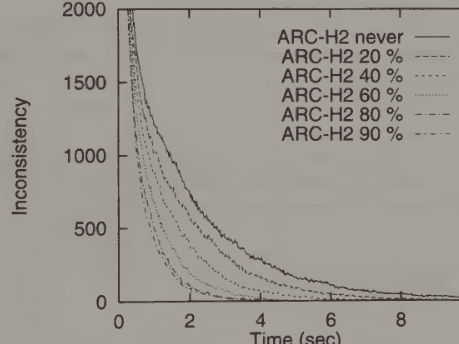 2000
1500
1000
500
0
Inconsistency
ARC-H2 never
ARC-H2 20 %
ARC-H2 40 %
ARC-H2 60 %
ARC-H2 80 %
ARC-H2 90 %
0 2 4 6 8
Time (sec)